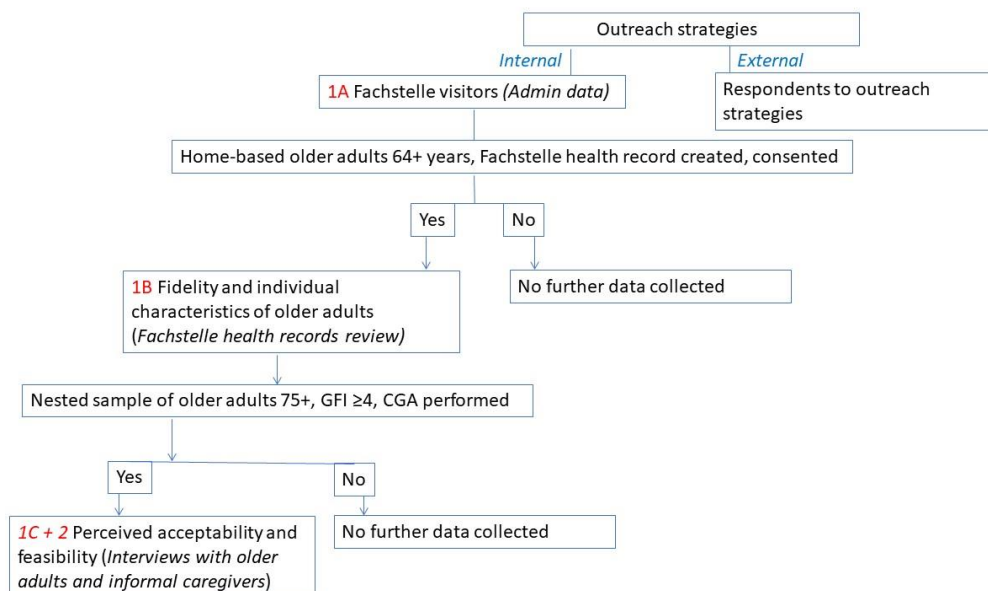 Outreach strategies
Internal
External
1A Fachstelle visitors (Admin data)
Respondents to outreach
strategies
Home-based older adults 64+ years, Fachstelle health record created, consented
Yes
No
1B Fidelity and individual
characteristics of older adults
(Fachstelle health records review)
No further data collected
Nested sample of older adults 75+, GFI ≥4, CGA performed
Yes
No
1C + 2 Perceived acceptability and
feasibility (Interviews with older
adults and informal caregivers)
No further data collected